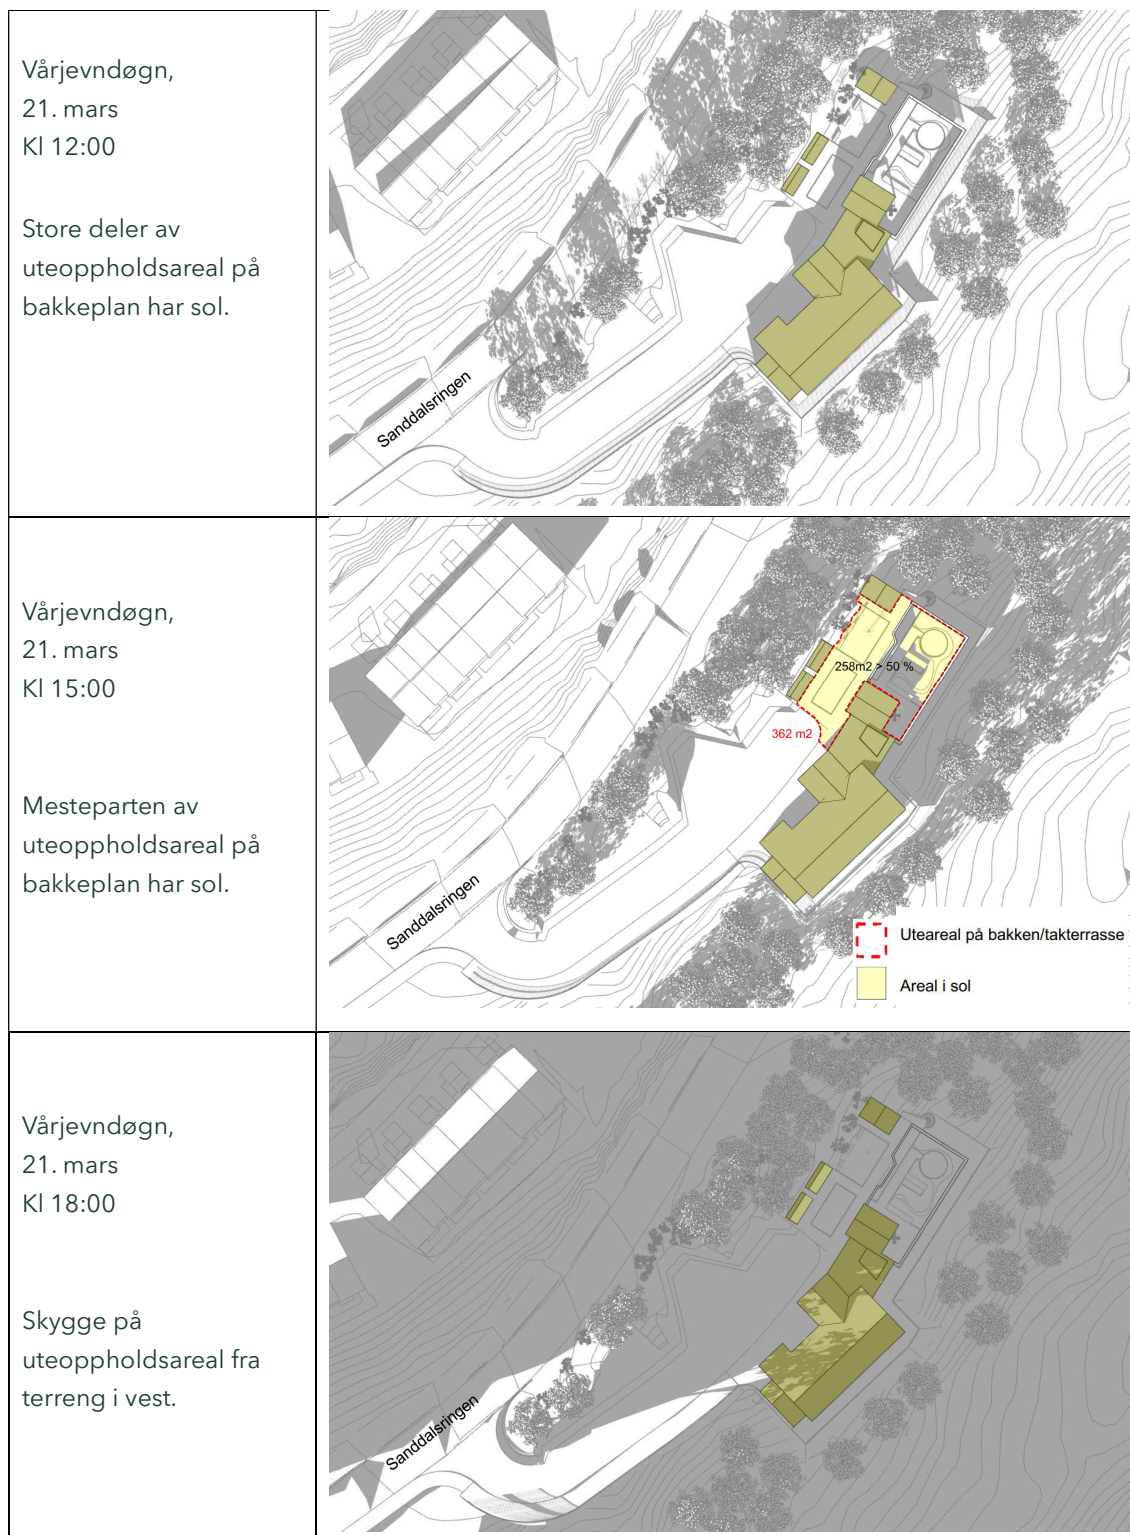 Vårjevndøgn,
21. mars
Kl 12:00
Store deler av
uteoppholdsareal på
bakkeplan har sol.
Sanddalsringen
Vårjevndøgn,
21. mars
Kl 15:00
Mesteparten av
uteoppholdsareal på
bakkeplan har sol.
258m2 > 50 %
362 m2
Sanddalsringen
Uteareal på bakken/takterrasse
Areal i sol
Vårjevndøgn,
21. mars
Kl 18:00
Skygge på
uteoppholdsareal fra
terreng i vest.
Sanddalsringen